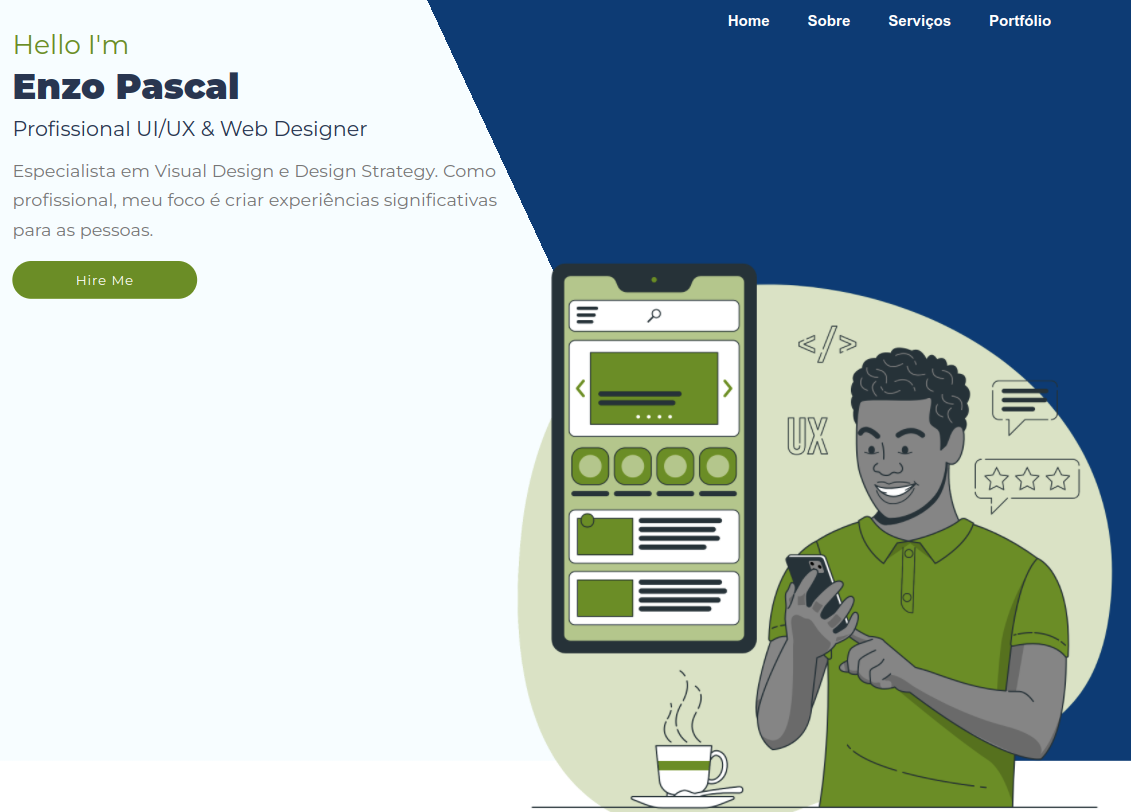 Home Sobre Serviços Portfólio
Hello I'm
Enzo Pascal
Profissional UI/UX & Web Designer
Especialista em Visual Design e Design Strategy. Como
profissional, meu foco é criar experiências significativas
para as pessoas.
Hire Me
</>
UX